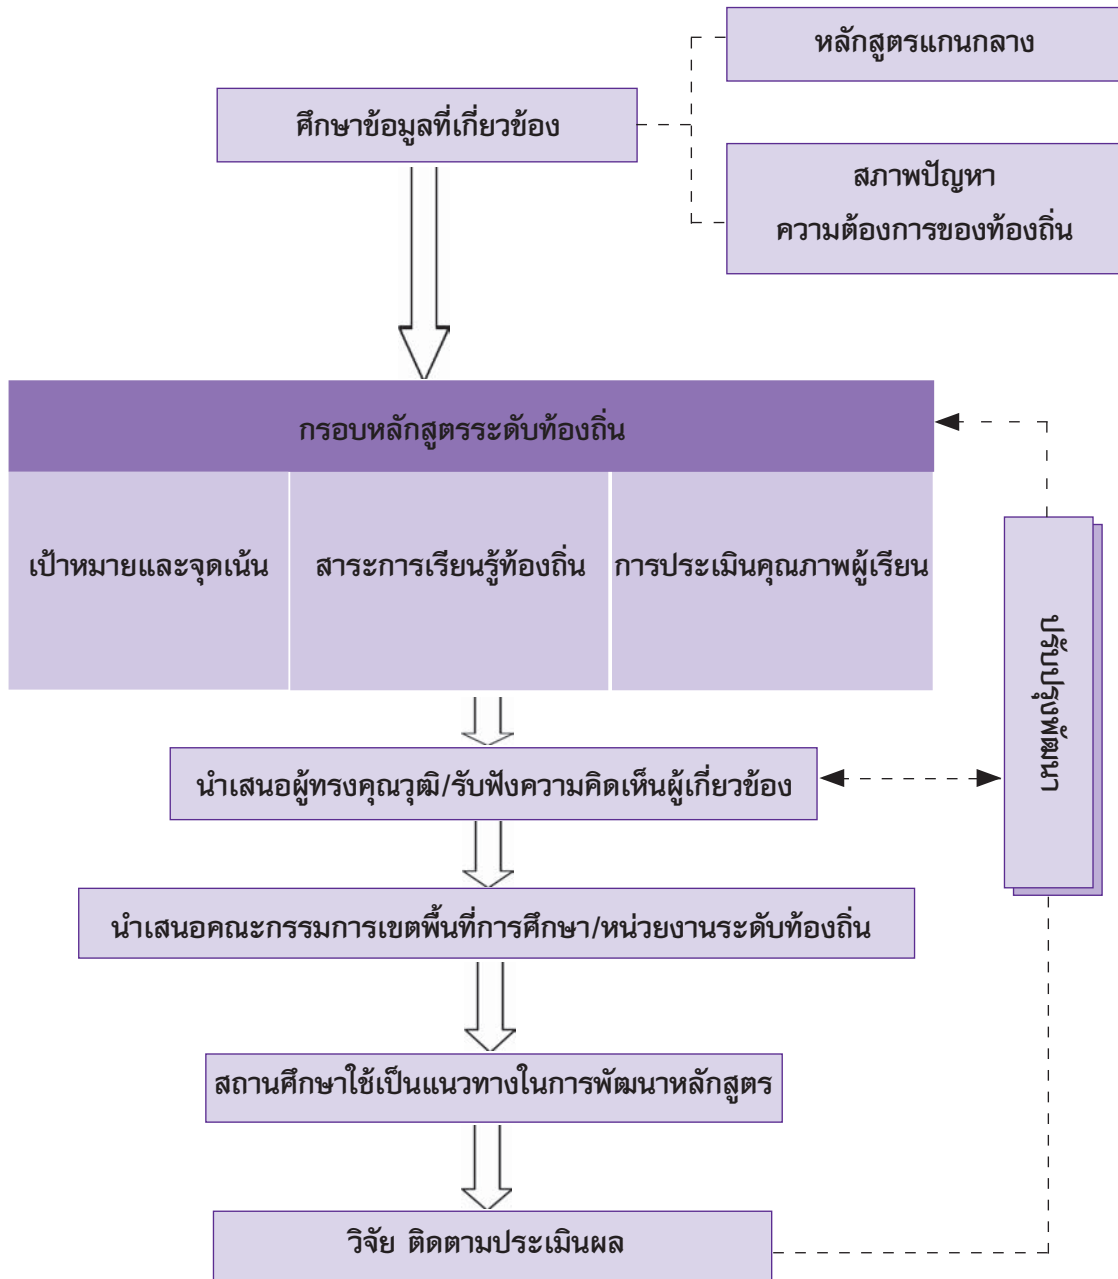 หลักสูตรแกนกลาง
ศึกษาข้อมูลที่เกี่ยวข้อง
สภาพปัญหา
ความต้องการของท้องถิ่น
กรอบหลักสูตรระดับท้องถิ่น
เป้าหมายและจุดเน้น
สาระการเรียนรู้ท้องถิ่น
การประเมินคุณภาพผู้เรียน
ปรับปรุงพัฒนา
นำเสนอผู้ทรงคุณวุฒิ/รับฟังความคิดเห็นผู้เกี่ยวข้อง
นำเสนอคณะกรรมการเขตพื้นที่การศึกษา/หน่วยงานระดับท้องถิ่น
สถานศึกษาใช้เป็นแนวทางในการพัฒนาหลักสูตร
วิจัย ติดตามประเมินผล